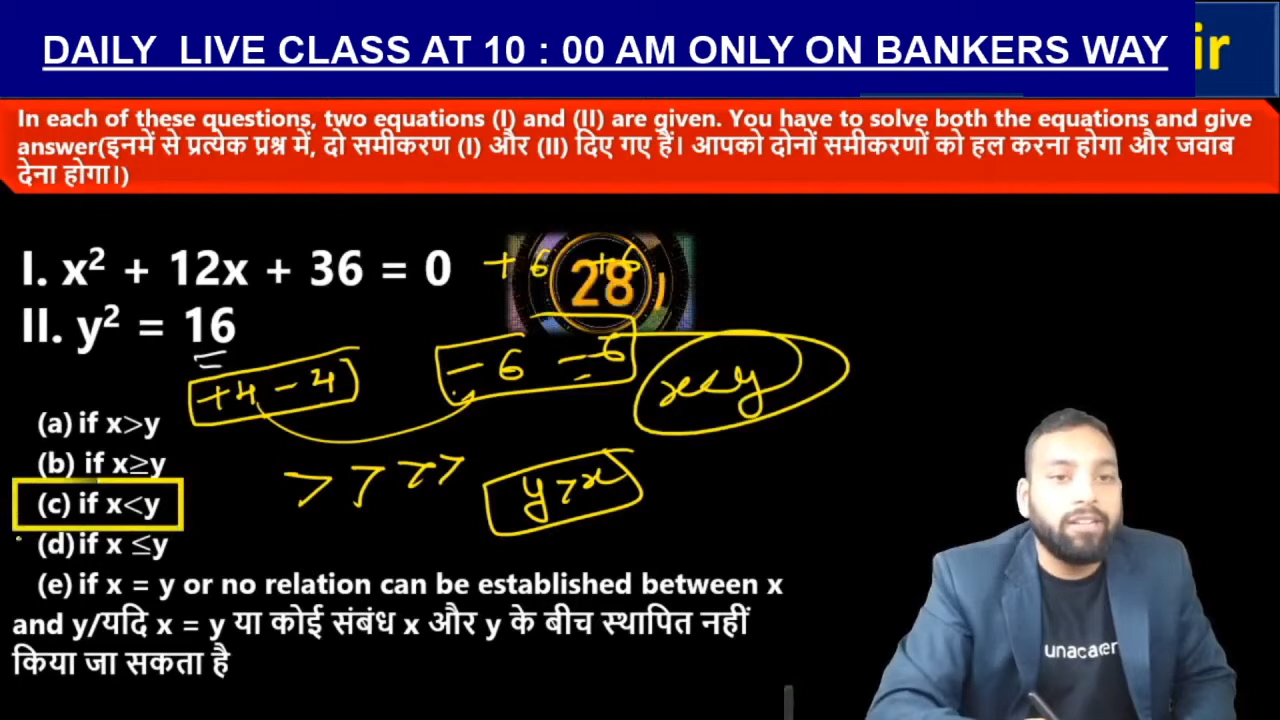 DAILY LIVE CLASS AT 10 : 00 AM ONLY ON BANKERS WAY
ir
In each of these questions, two equations (I) and (II) are given. You have to solve both the equations and give
answer(इनमें से प्रत्येक प्रश्न में, दो समीकरण (I) और (II) दिए गए हैं। आपको दोनों समीकरणों को हल करना होगा और जवाब
देना होगा।)
I. x² + 12x + 36 = 0
+6 +6
28
II. y² = 16
+4 -4
-6 -6
x<y
(a) if x>y
(b) if x≥y
> > > >
y>x
(c) if x<y
(d) if x ≤y
(e) if x = y or no relation can be established between x
and y/यदि x = y या कोई संबंध x और y के बीच स्थापित नहीं
किया जा सकता है